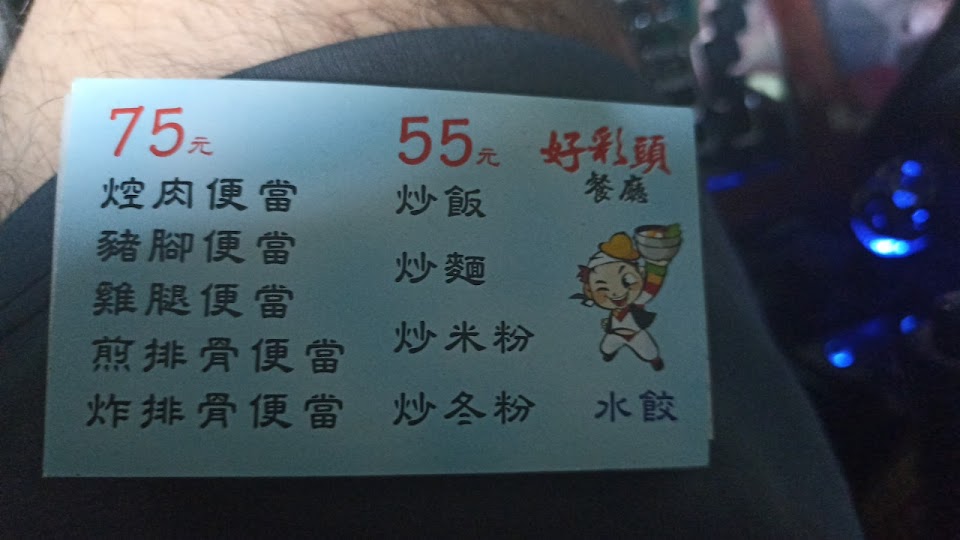 75元
焢肉便當
豬腳便當
雞腿便當
煎排骨便當
炸排骨便當
55元
炒飯
炒麵
炒米粉
炒冬粉
好彩頭
餐廳
水餃